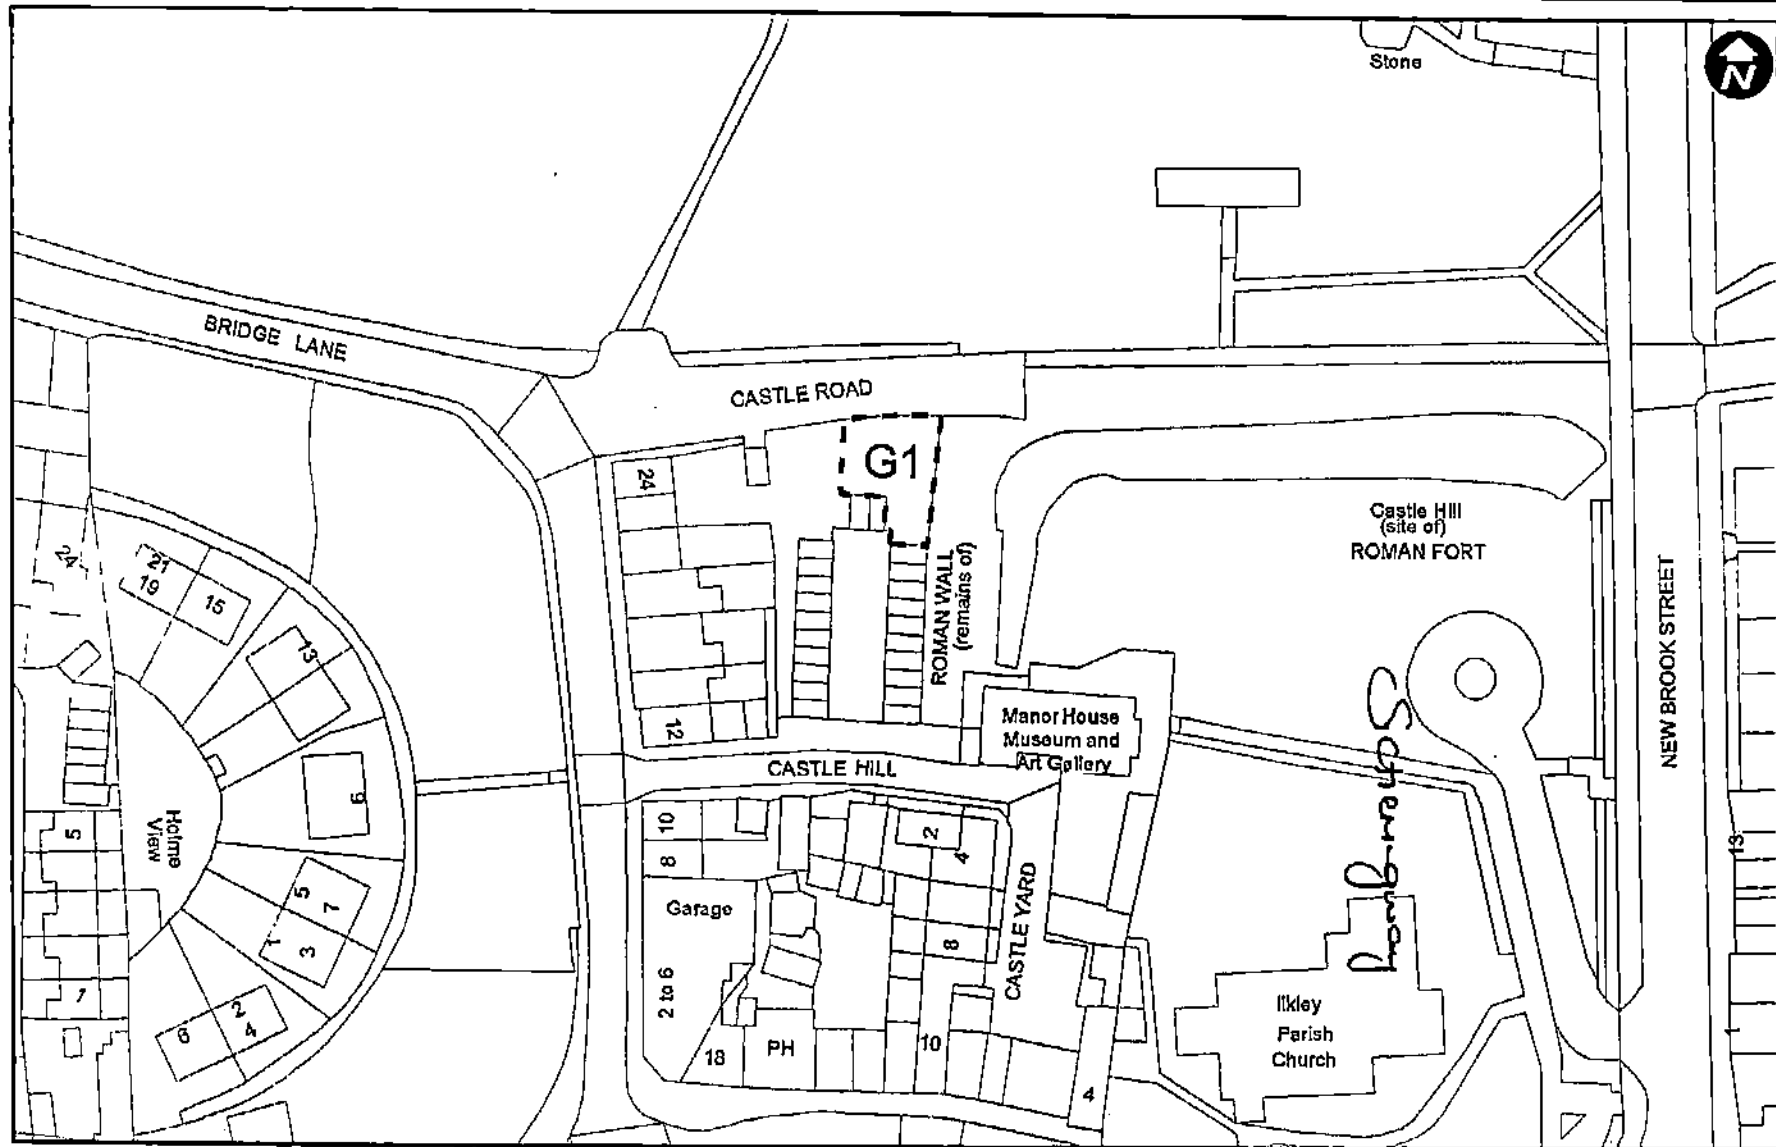 Stone
N
BRIDGE LANE
CASTLE ROAD
G1
24
Castle Hill
(site of)
ROMAN FORT
24
21
19
15
13
ROMAN WALL
(remains of)
NEW BROOK STREET
12
Manor House
Museum and
Art Gallery
CASTLE HILL
9
5
Holme
View
10
8
2
4
13
5
7
1
3
Garage
8
CASTLE YARD
2 to 6
7
2
4
6
18
PH
10
4
Ilkley
Parish
Church
1